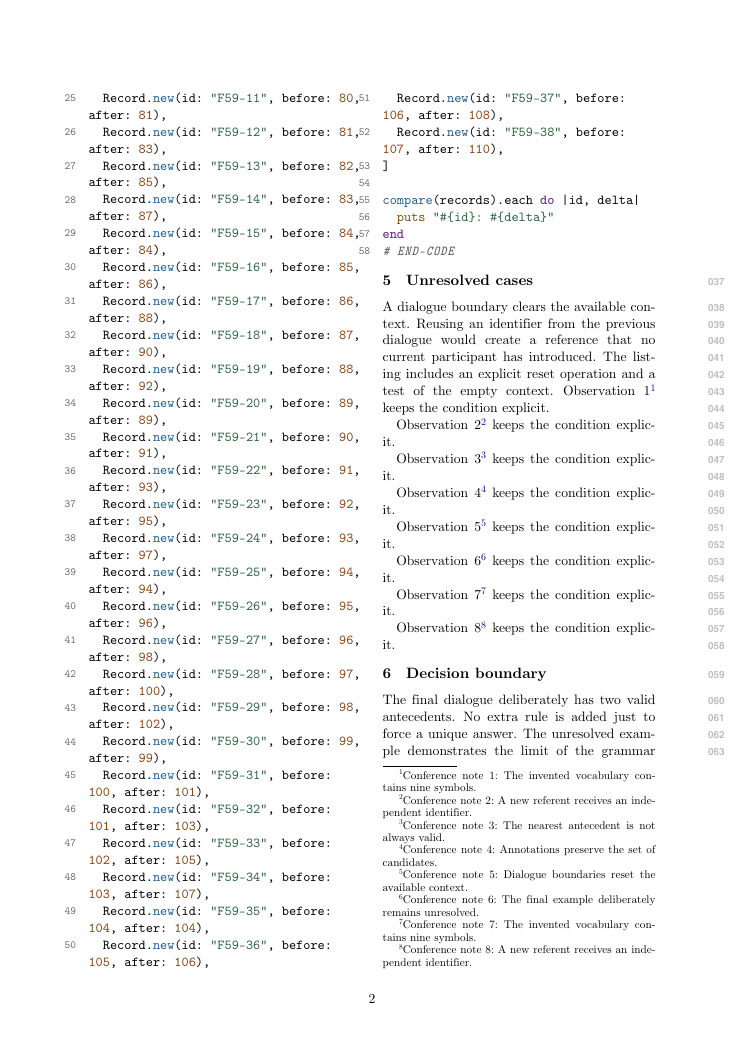 25 Record.new(id: "F59-11", before: 80,
after: 81),
26 Record.new(id: "F59-12", before: 81,
after: 83),
27 Record.new(id: "F59-13", before: 82,
after: 85),
28 Record.new(id: "F59-14", before: 83,
after: 87),
29 Record.new(id: "F59-15", before: 84,
after: 84),
30 Record.new(id: "F59-16", before: 85,
after: 86),
31 Record.new(id: "F59-17", before: 86,
after: 88),
32 Record.new(id: "F59-18", before: 87,
after: 90),
33 Record.new(id: "F59-19", before: 88,
after: 92),
34 Record.new(id: "F59-20", before: 89,
after: 89),
35 Record.new(id: "F59-21", before: 90,
after: 91),
36 Record.new(id: "F59-22", before: 91,
after: 93),
37 Record.new(id: "F59-23", before: 92,
after: 95),
38 Record.new(id: "F59-24", before: 93,
after: 97),
39 Record.new(id: "F59-25", before: 94,
after: 94),
40 Record.new(id: "F59-26", before: 95,
after: 96),
41 Record.new(id: "F59-27", before: 96,
after: 98),
42 Record.new(id: "F59-28", before: 97,
after: 100),
43 Record.new(id: "F59-29", before: 98,
after: 102),
44 Record.new(id: "F59-30", before: 99,
after: 99),
45 Record.new(id: "F59-31", before:
100, after: 101),
46 Record.new(id: "F59-32", before:
101, after: 103),
47 Record.new(id: "F59-33", before:
102, after: 105),
48 Record.new(id: "F59-34", before:
103, after: 107),
49 Record.new(id: "F59-35", before:
104, after: 104),
50 Record.new(id: "F59-36", before:
105, after: 106),
51 Record.new(id: "F59-37", before:
106, after: 108),
52 Record.new(id: "F59-38", before:
107, after: 110),
53 ]
54
55 compare(records).each do |id, delta|
56 puts "#{id}: #{delta}"
57 end
58 # END-CODE
5 Unresolved cases 037
A dialogue boundary clears the available con- 038
text. Reusing an identifier from the previous 039
dialogue would create a reference that no 040
current participant has introduced. The list- 041
ing includes an explicit reset operation and a 042
test of the empty context. Observation 1¹ 043
keeps the condition explicit. 044
Observation 2² keeps the condition explic- 045
it. 046
Observation 3³ keeps the condition explic- 047
it. 048
Observation 4⁴ keeps the condition explic- 049
it. 050
Observation 5⁵ keeps the condition explic- 051
it. 052
Observation 6⁶ keeps the condition explic- 053
it. 054
Observation 7⁷ keeps the condition explic- 055
it. 056
Observation 8⁸ keeps the condition explic- 057
it. 058
6 Decision boundary 059
The final dialogue deliberately has two valid 060
antecedents. No extra rule is added just to 061
force a unique answer. The unresolved exam- 062
ple demonstrates the limit of the grammar 063
¹Conference note 1: The invented vocabulary con-
tains nine symbols.
²Conference note 2: A new referent receives an inde-
pendent identifier.
³Conference note 3: The nearest antecedent is not
always valid.
⁴Conference note 4: Annotations preserve the set of
candidates.
⁵Conference note 5: Dialogue boundaries reset the
available context.
⁶Conference note 6: The final example deliberately
remains unresolved.
⁷Conference note 7: The invented vocabulary con-
tains nine symbols.
⁸Conference note 8: A new referent receives an inde-
pendent identifier.
2